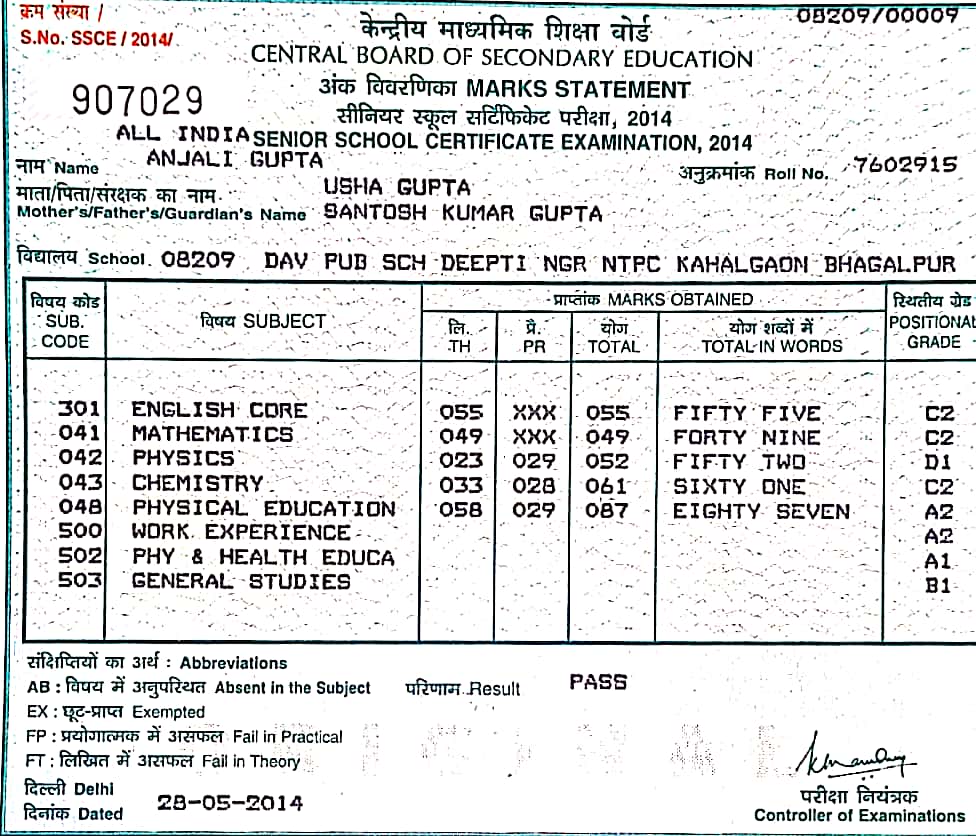 क्रम संख्या /
S.No. SSCE / 2014/
08209/00009
केन्द्रीय माध्यमिक शिक्षा बोर्ड
CENTRAL BOARD OF SECONDARY EDUCATION
अंक विवरणिका MARKS STATEMENT
907029
सीनियर स्कूल सर्टिफिकेट परीक्षा, 2014
ALL INDIA SENIOR SCHOOL CERTIFICATE EXAMINATION, 2014
नाम Name ANJALI GUPTA
अनुक्रमांक Roll No. 7602915
माता/पिता/संरक्षक का नाम USHA GUPTA
Mother's/Father's/Guardian's Name SANTOSH KUMAR GUPTA
विद्यालय School. 08209 DAV PUB SCH DEEPTI NGR NTPC KAHALGAON BHAGALPUR
विषय कोड SUB. CODE
विषय SUBJECT
प्राप्तांक MARKS OBTAINED
लि. TH
प्रै. PR
योग TOTAL
योग शब्दों में TOTAL IN WORDS
स्थितीय ग्रेड POSITIONAL GRADE
301 ENGLISH CORE 055 XXX 055 FIFTY FIVE C2
041 MATHEMATICS 049 XXX 049 FORTY NINE C2
042 PHYSICS 023 029 052 FIFTY TWO D1
043 CHEMISTRY 033 028 061 SIXTY ONE C2
048 PHYSICAL EDUCATION 058 029 087 EIGHTY SEVEN A2
500 WORK EXPERIENCE A2
502 PHY & HEALTH EDUCA A1
503 GENERAL STUDIES B1
संक्षिप्तियों का अर्थ : Abbreviations
AB : विषय में अनुपस्थित Absent in the Subject
परिणाम Result PASS
EX : छूट-प्राप्त Exempted
FP : प्रयोगात्मक में असफल Fail in Practical
FT : लिखित में असफल Fail in Theory
दिल्ली Delhi
दिनांक Dated 28-05-2014
परीक्षा नियंत्रक
Controller of Examinations